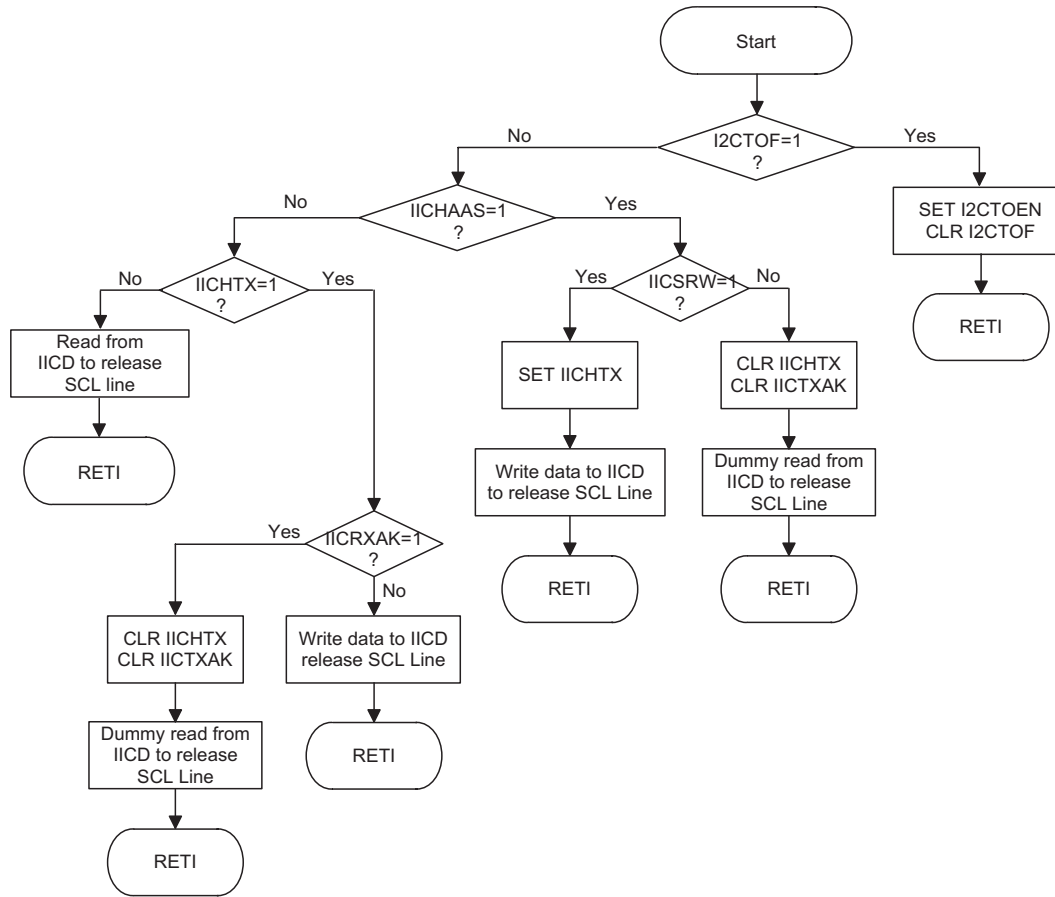 Start
I2CTOF=1
?
No
Yes
SET I2CTOEN
CLR I2CTOF
RETI
IICHAAS=1
?
No
Yes
IICHTX=1
?
No
Yes
Read from
IICD to release
SCL line
RETI
IICSRW=1
?
Yes
No
SET IICHTX
CLR IICHTX
CLR IICTXAK
Write data to IICD
to release SCL Line
Dummy read from
IICD to release
SCL Line
RETI
RETI
IICRXAK=1
?
Yes
No
CLR IICHTX
CLR IICTXAK
Write data to IICD
release SCL Line
Dummy read from
IICD to release
SCL Line
RETI
RETI